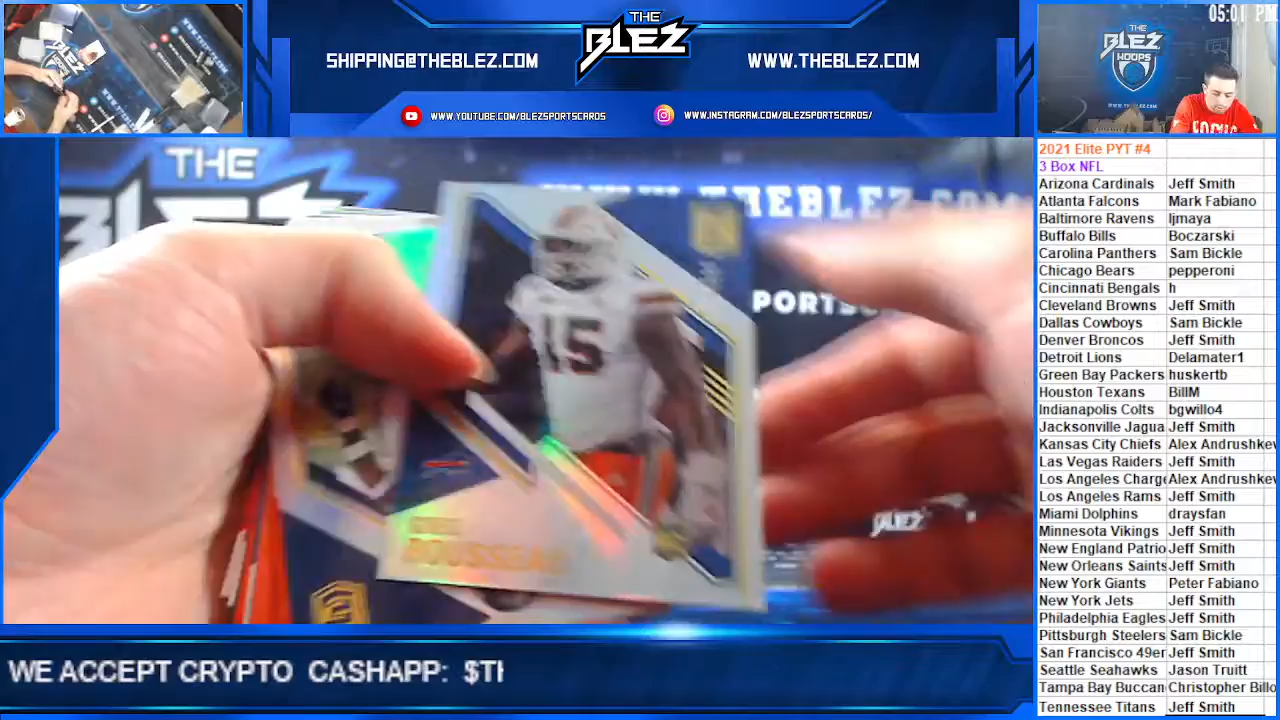 05:01 PM
THE
BLEZ
SHIPPING@THEBLEZ.COM
WWW.THEBLEZ.COM
WWW.YOUTUBE.COM/BLEZSPORTSCARDS
WWW.INSTAGRAM.COM/BLEZSPORTSCARDS/
THE
BLEZ
HOOPS
THE
BLEZ
THEBLEZ.COM
15
ROUSSEAU
BLEZ
2021 Elite PYT #4
3 Box NFL
Arizona Cardinals Jeff Smith
Atlanta Falcons Mark Fabiano
Baltimore Ravens ljmaya
Buffalo Bills Boczarski
Carolina Panthers Sam Bickle
Chicago Bears pepperoni
Cincinnati Bengals h
Cleveland Browns Jeff Smith
Dallas Cowboys Sam Bickle
Denver Broncos Jeff Smith
Detroit Lions Delamater1
Green Bay Packers huskertb
Houston Texans BillM
Indianapolis Colts bgwillo4
Jacksonville Jagua Jeff Smith
Kansas City Chiefs Alex Andrushkev
Las Vegas Raiders Jeff Smith
Los Angeles Charge Alex Andrushkev
Los Angeles Rams Jeff Smith
Miami Dolphins draysfan
Minnesota Vikings Jeff Smith
New England Patrio Jeff Smith
New Orleans Saints Jeff Smith
New York Giants Peter Fabiano
New York Jets Jeff Smith
Philadelphia Eagles Jeff Smith
Pittsburgh Steelers Sam Bickle
San Francisco 49er Jeff Smith
Seattle Seahawks Jason Truitt
Tampa Bay Buccan Christopher Billo
Tennessee Titans Jeff Smith
WE ACCEPT CRYPTO CASHAPP: $TH